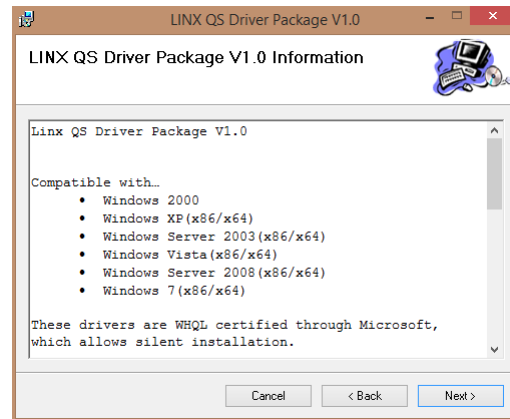 LINX QS Driver Package V1.0
LINX QS Driver Package V1.0 Information
Linx QS Driver Package V1.0
Compatible with…
• Windows 2000
• Windows XP(x86/x64)
• Windows Server 2003(x86/x64)
• Windows Vista(x86/x64)
• Windows Server 2008(x86/x64)
• Windows 7(x86/x64)
These drivers are WHQL certified through Microsoft,
which allows silent installation.
Cancel < Back Next >